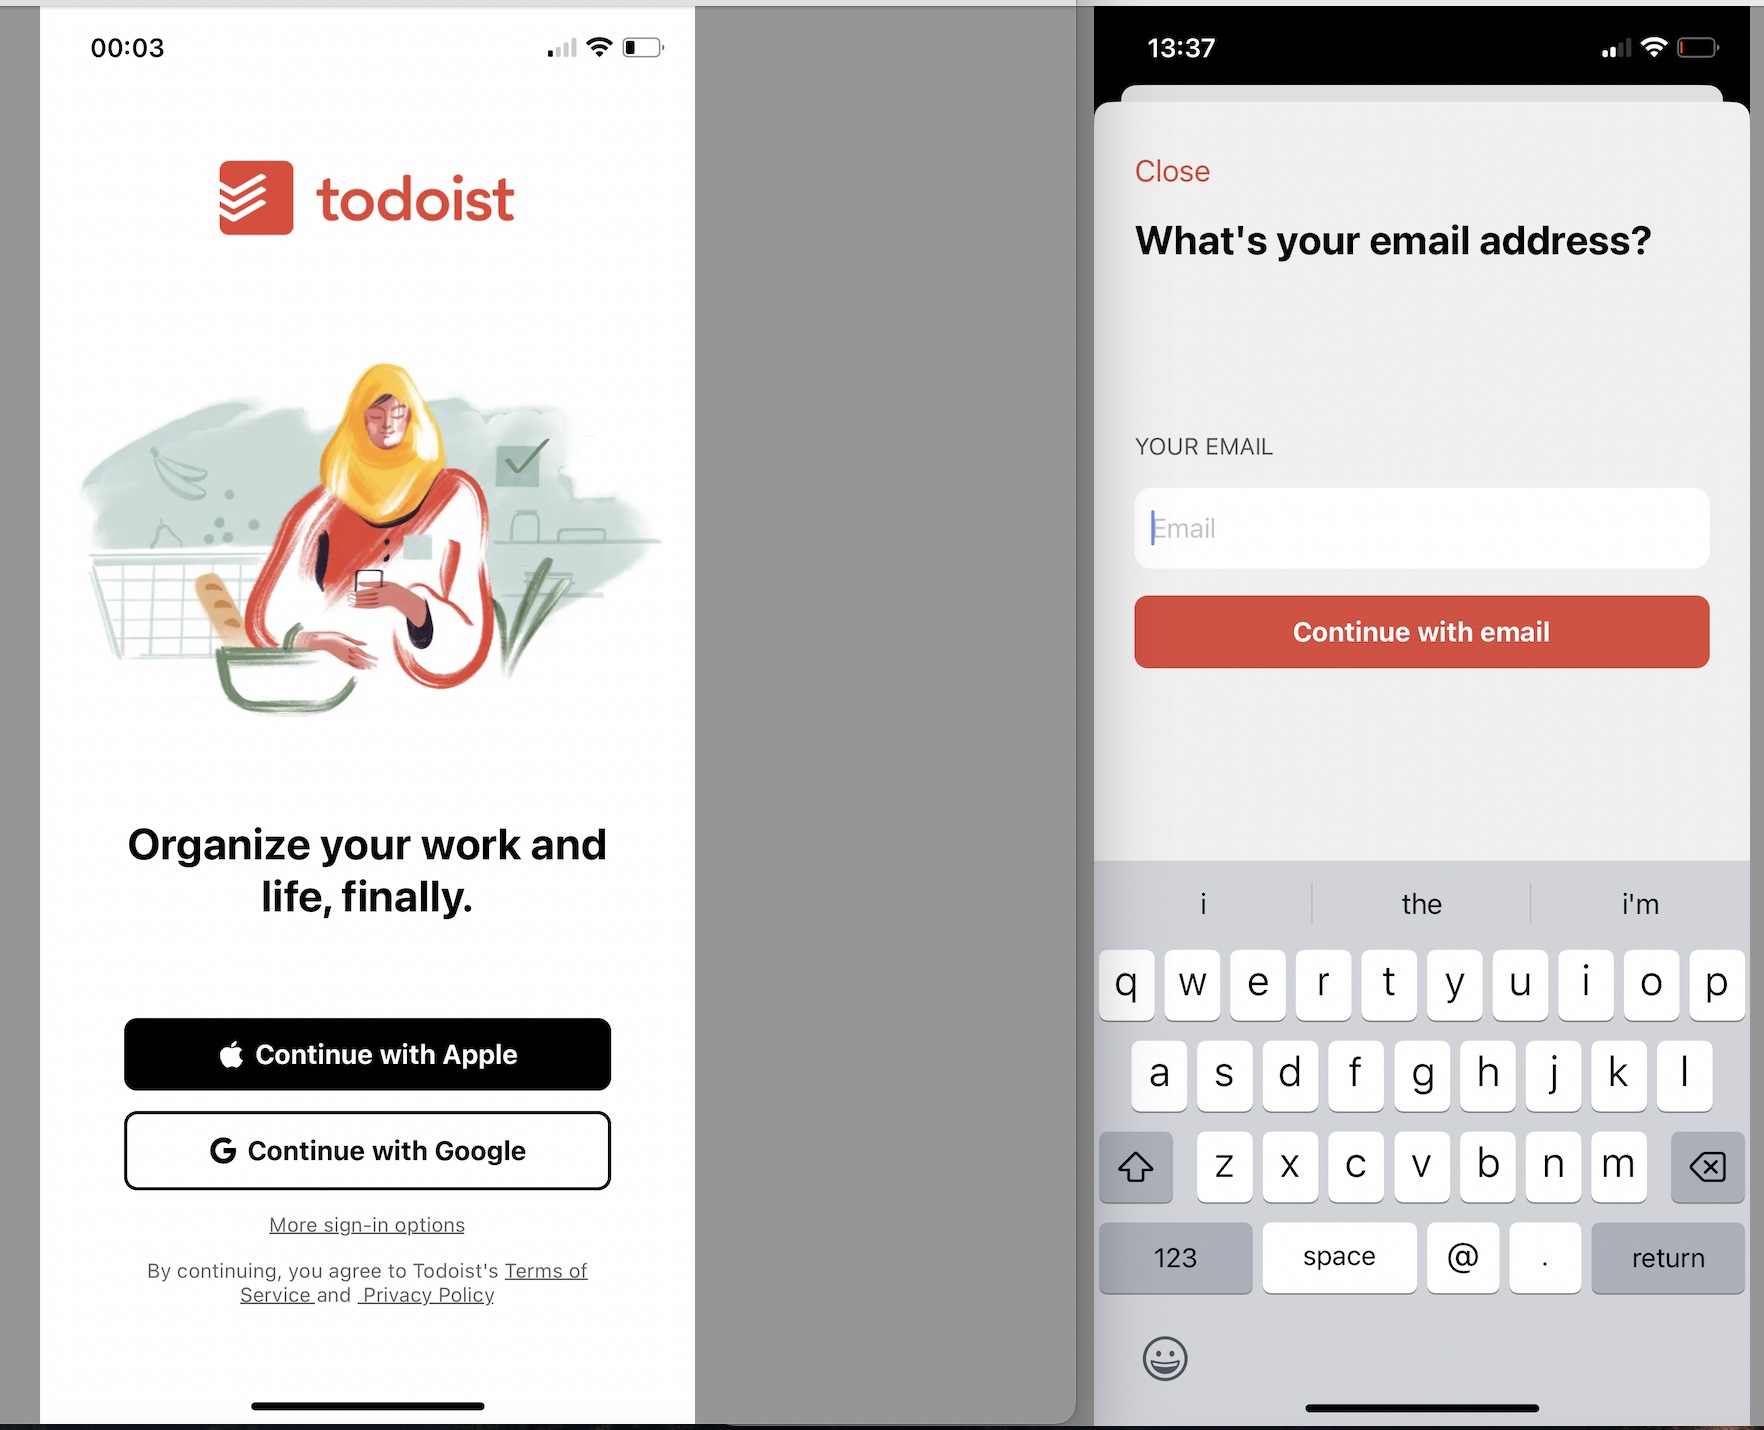 00:03
todoist
Organize your work and
life, finally.
Continue with Apple
G Continue with Google
More sign-in options
By continuing, you agree to Todoist's Terms of
Service and Privacy Policy
13:37
Close
What's your email address?
YOUR EMAIL
Email
Continue with email
i the i'm
q w e r t y u i o p
a s d f g h j k l
z x c v b n m
123 space @ . return